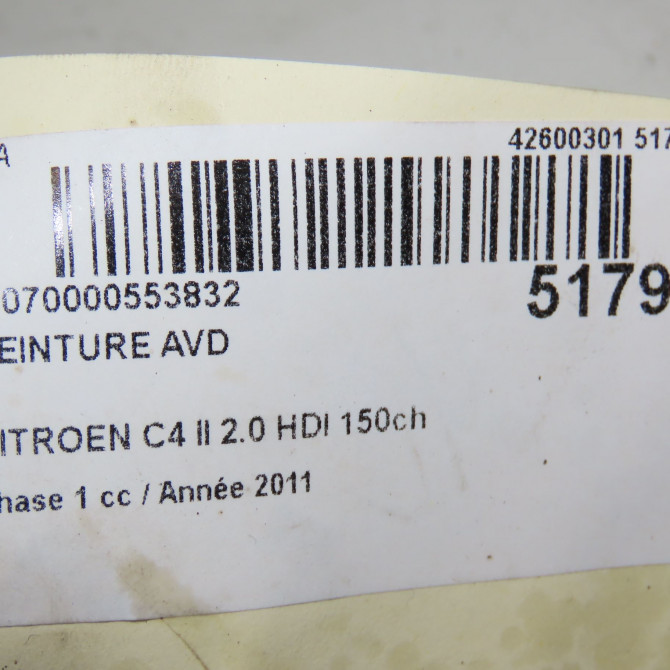 A
42600301 517
070000553832
5179
EINTURE AVD
ITROEN C4 II 2.0 HDI 150ch
hase 1 cc / Année 2011